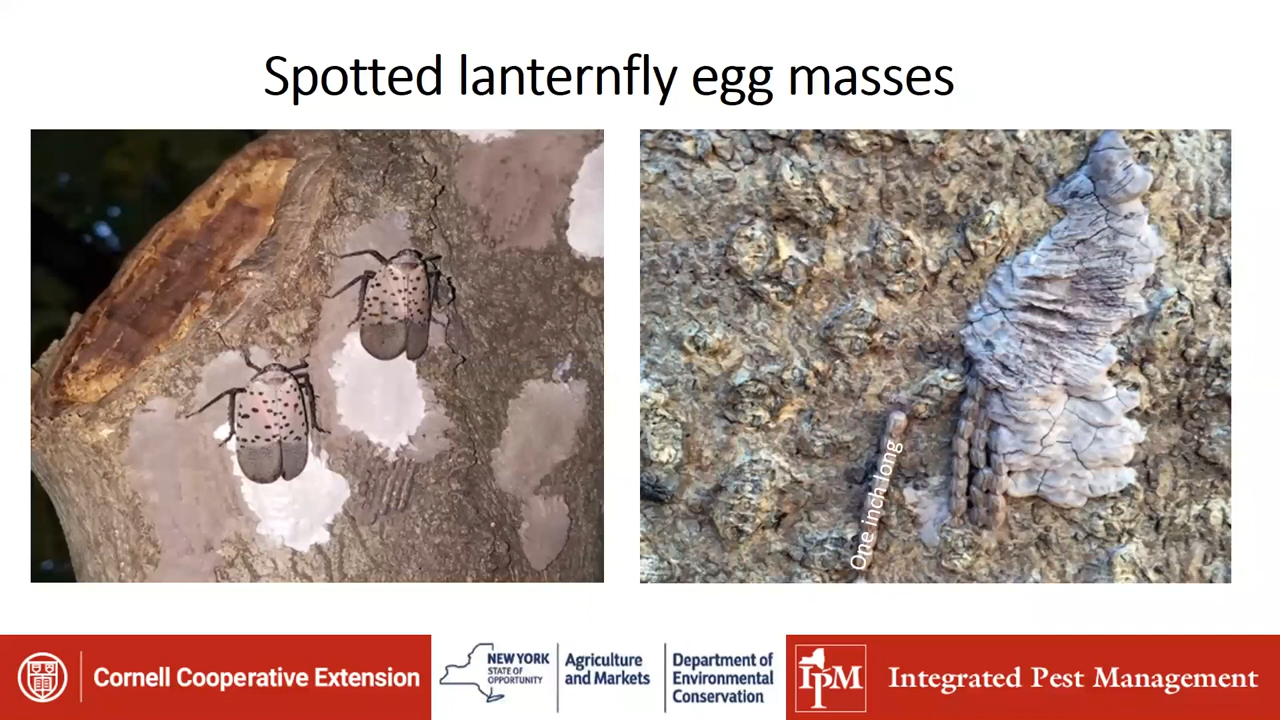 Spotted lanternfly egg masses
One inch long
Cornell Cooperative Extension
NEW YORK
STATE OF
OPPORTUNITY
Agriculture
and Markets
Department of
Environmental
Conservation
IPM
Integrated Pest Management